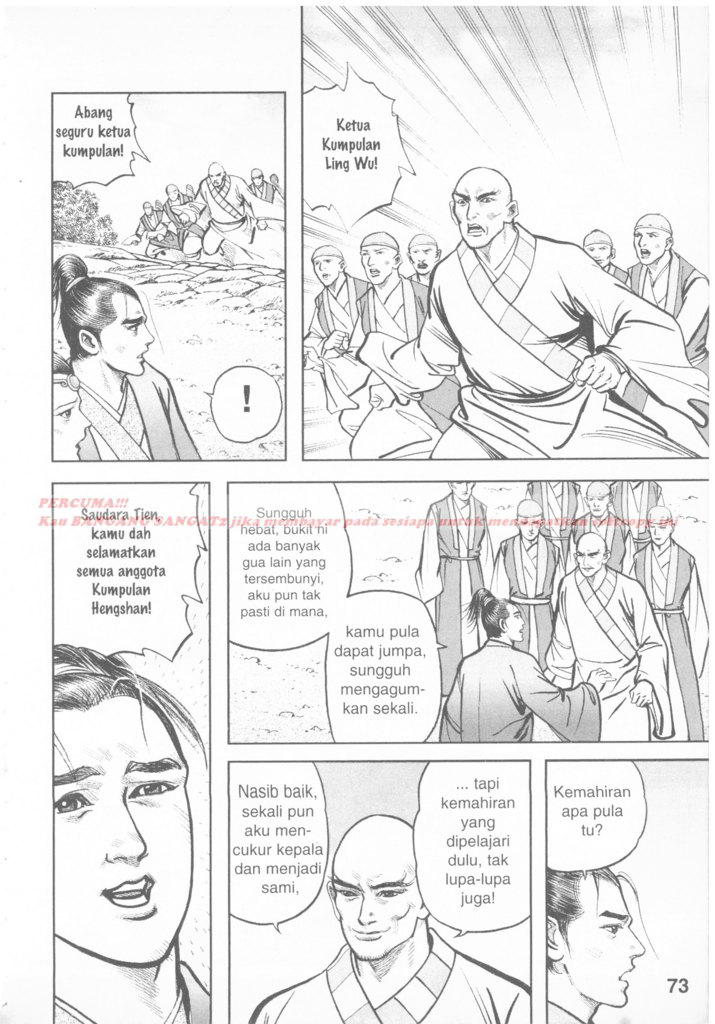 Abang
seguru ketua
kumpulan!
!
Ketua
Kumpulan
Ling Wu!
PERCUMA!!!
Kau BANGANG SANGAT2 jika membayar pada sesiapa untuk
Saudara Tien,
kamu dah
selamatkan
semua anggota
Kumpulan
Hengshan!
Sungguh
hebat, bukit ni
ada banyak
gua lain yang
tersembunyi,
aku pun tak
pasti di mana,
kamu pula
dapat jumpa,
sungguh
mengagum-
kan sekali.
Nasib baik,
sekali pun
aku men-
cukur kepala
dan menjadi
sami,
... tapi
kemahiran
yang
dipelajari
dulu, tak
lupa-lupa
juga!
Kemahiran
apa pula
tu?
73